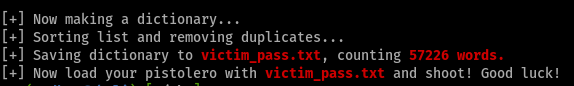 [+] Now making a dictionary...
[+] Sorting list and removing duplicates...
[+] Saving dictionary to victim_pass.txt, counting 57226 words.
[+] Now load your pistolero with victim_pass.txt and shoot! Good luck!